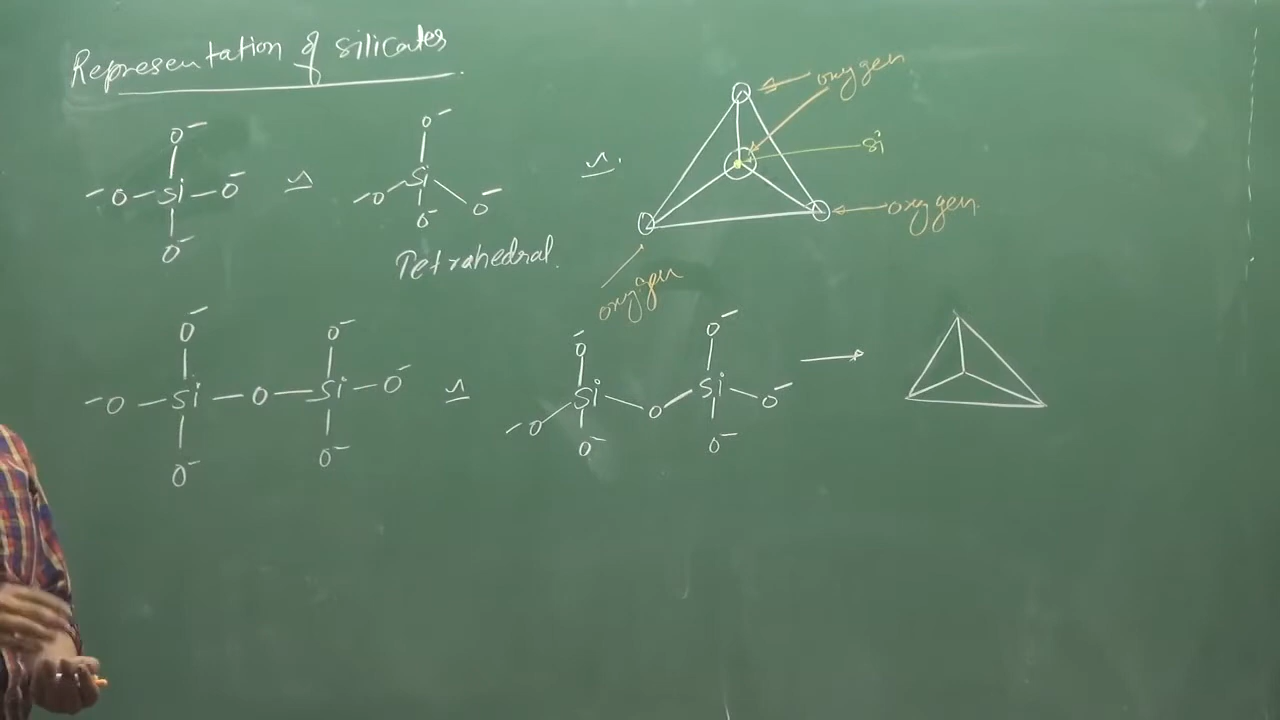 Representation of silicates
O⁻ O⁻ oxygen
⁻O—Si—O⁻ ≃ ⁻O Si O⁻ ≃ Si
O⁻ O⁻ oxygen
Tetrahedral
oxygen
O⁻ O⁻ O⁻ O⁻
⁻O—Si—O—Si—O⁻ ≃ ⁻O Si O Si O⁻ →
O⁻ O⁻ O⁻ O⁻